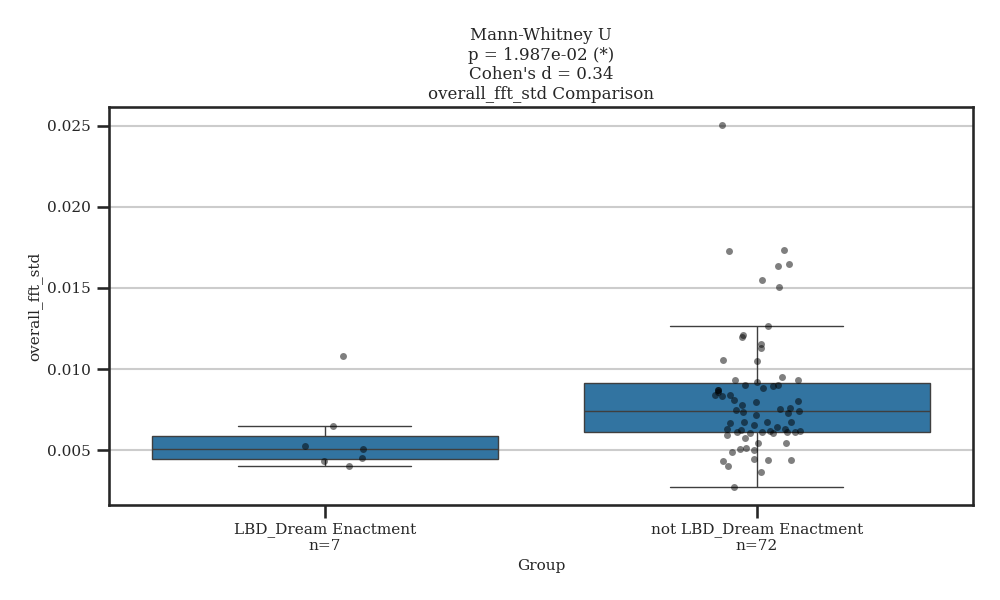 Mann-Whitney U
p = 1.987e-02 (*)
Cohen's d = 0.34
overall_fft_std Comparison
0.025
0.020
0.015
0.010
0.005
overall_fft_std
LBD_Dream Enactment
n=7
not LBD_Dream Enactment
n=72
Group